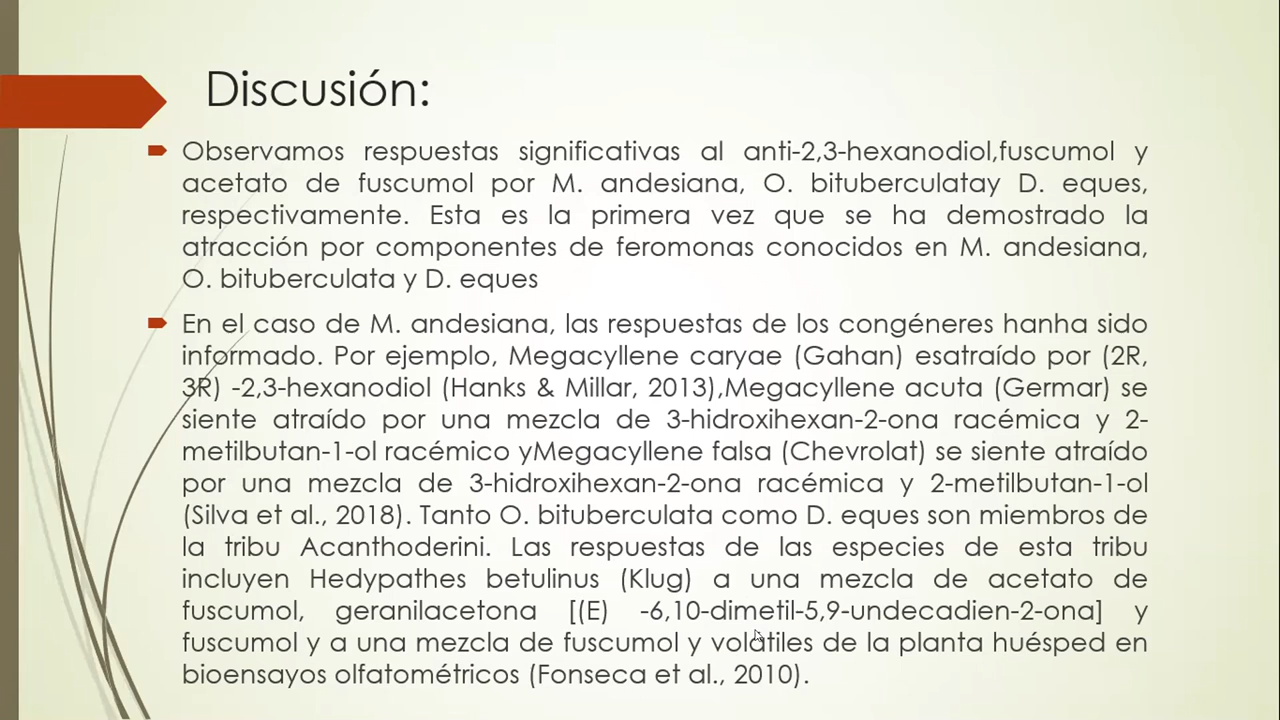 Discusión:
Observamos respuestas significativas al anti-2,3-hexanodiol,fuscumol y
acetato de fuscumol por M. andesiana, O. bituberculatay D. eques,
respectivamente. Esta es la primera vez que se ha demostrado la
atracción por componentes de feromonas conocidos en M. andesiana,
O. bituberculata y D. eques
En el caso de M. andesiana, las respuestas de los congéneres hanha sido
informado. Por ejemplo, Megacyllene caryae (Gahan) esatraído por (2R,
3R) -2,3-hexanodiol (Hanks & Millar, 2013),Megacyllene acuta (Germar) se
siente atraído por una mezcla de 3-hidroxihexan-2-ona racémica y 2-
metilbutan-1-ol racémico yMegacyllene falsa (Chevrolat) se siente atraído
por una mezcla de 3-hidroxihexan-2-ona racémica y 2-metilbutan-1-ol
(Silva et al., 2018). Tanto O. bituberculata como D. eques son miembros de
la tribu Acanthoderini. Las respuestas de las especies de esta tribu
incluyen Hedypathes betulinus (Klug) a una mezcla de acetato de
fuscumol, geranilacetona [(E) -6,10-dimetil-5,9-undecadien-2-ona] y
fuscumol y a una mezcla de fuscumol y volátiles de la planta huésped en
bioensayos olfatométricos (Fonseca et al., 2010).